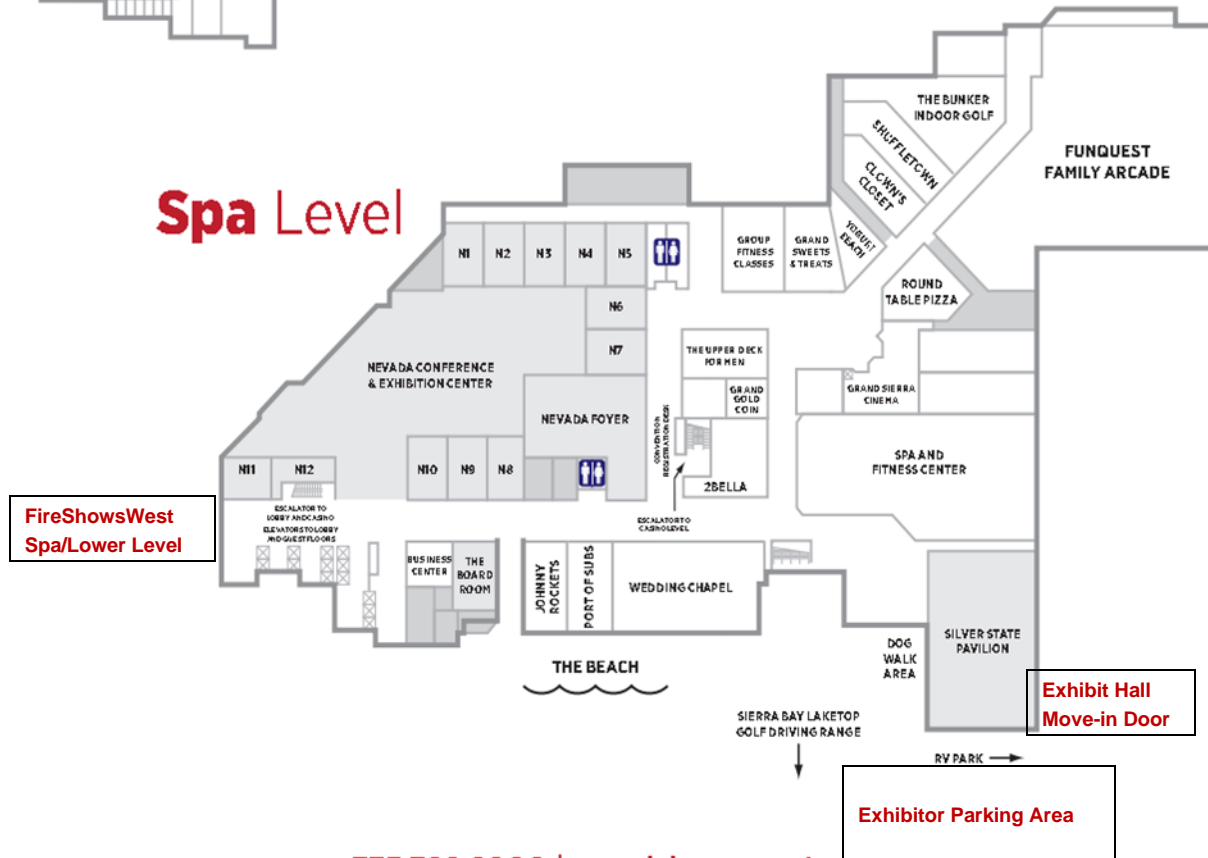 THE BUNKER
INDOOR GOLF
SHUFFLETOWN
CLOWN'S
CLOSET
FUNQUEST
FAMILY ARCADE
Spa Level
N1
N2
N3
N4
N5
GROUP
FITNESS
CLASSES
GRAND
SWEETS
& TREATS
YOGURT
BEACH
ROUND
TABLE PIZZA
N6
N7
NEVADA CONFERENCE
& EXHIBITION CENTER
THE UPPER DECK
FOR MEN
GRAND
GOLD
COIN
GRAND SIERRA
CINEMA
NEVADA FOYER
CONVENTION
REGISTRATION DESK
N11
N12
N10
N9
N8
2BELLA
SPA AND
FITNESS CENTER
FireShowsWest
Spa/Lower Level
ESCALATOR TO
LOBBY AND CASINO
ELEVATORS TO LOBBY
AND GUEST FLOORS
ESCALATOR TO
CASINO LEVEL
BUSINESS
CENTER
THE
BOARD
ROOM
JOHNNY
ROCKETS
PORT OF SUBS
WEDDING CHAPEL
DOG
WALK
AREA
SILVER STATE
PAVILION
THE BEACH
Exhibit Hall
Move-in Door
SIERRA BAY LAKETOP
GOLF DRIVING RANGE
RV PARK
Exhibitor Parking Area